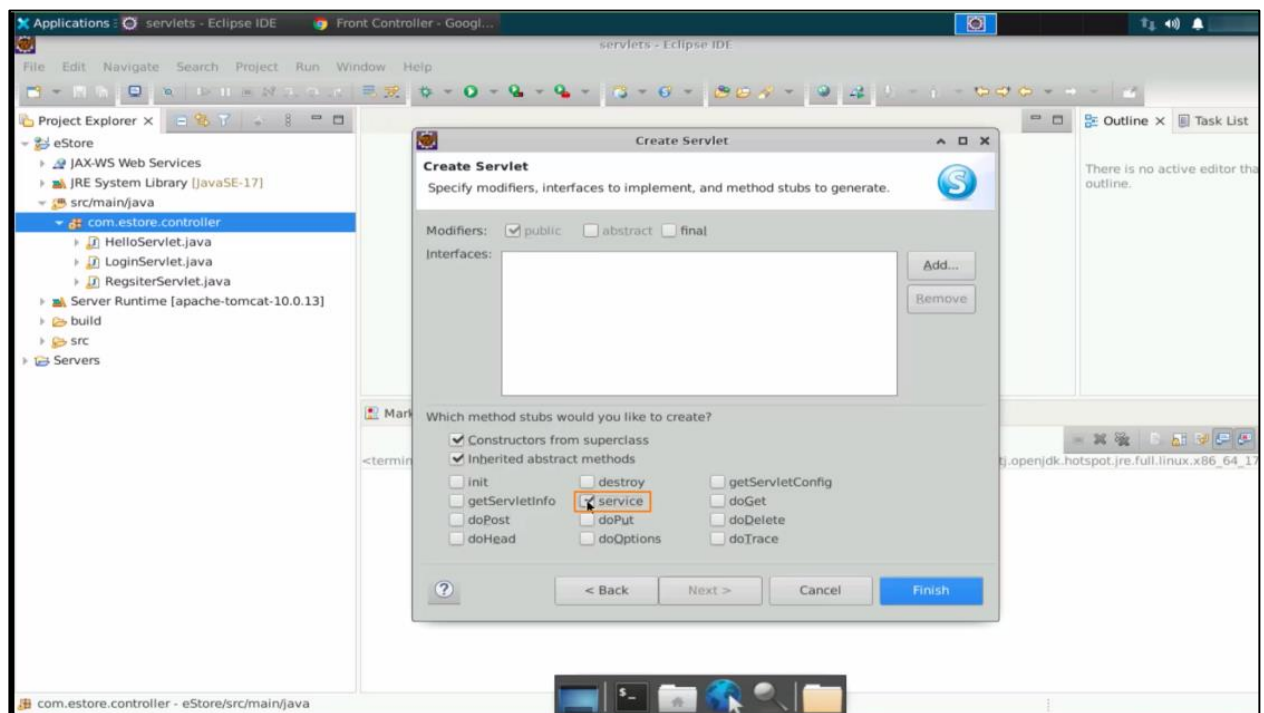 Applications servlets - Eclipse IDE Front Controller - Googl...
servlets - Eclipse IDE
File Edit Navigate Search Project Run Window Help
Project Explorer
Outline Task List
eStore
JAX-WS Web Services
JRE System Library [JavaSE-17]
src/main/java
com.estore.controller
HelloServlet.java
LoginServlet.java
RegsiterServlet.java
Server Runtime [apache-tomcat-10.0.13]
build
src
Servers
There is no active editor tha
outline.
Create Servlet
Create Servlet
Specify modifiers, interfaces to implement, and method stubs to generate.
S
Modifiers: public abstract final
Interfaces:
Add...
Remove
Mark
Which method stubs would you like to create?
Constructors from superclass
Inherited abstract methods
<termin
tj.openjdk.hotspot.jre.full.linux.x86_64_17
init destroy getServletConfig
getServletInfo service doGet
doPost doPut doDelete
doHead doOptions doTrace
? < Back Next > Cancel Finish
com.estore.controller - eStore/src/main/java